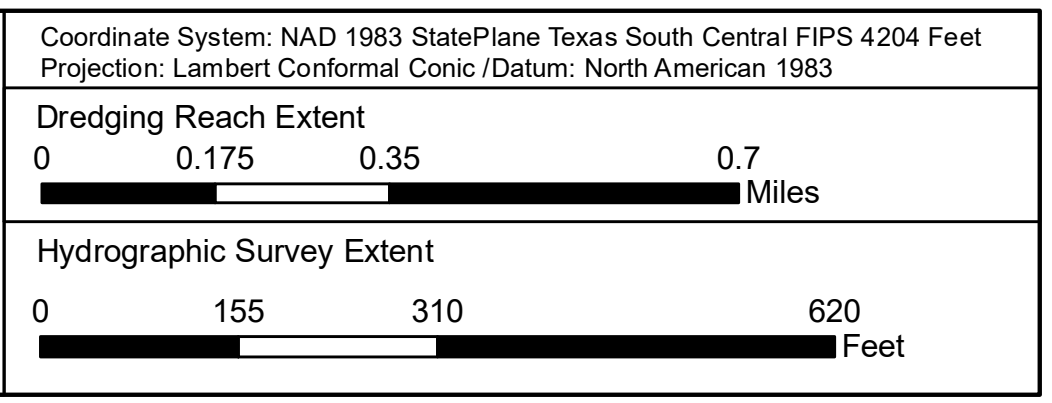 Coordinate System: NAD 1983 StatePlane Texas South Central FIPS 4204 Feet
Projection: Lambert Conformal Conic /Datum: North American 1983
Dredging Reach Extent
0 0.175 0.35 0.7
Miles
Hydrographic Survey Extent
0 155 310 620
Feet